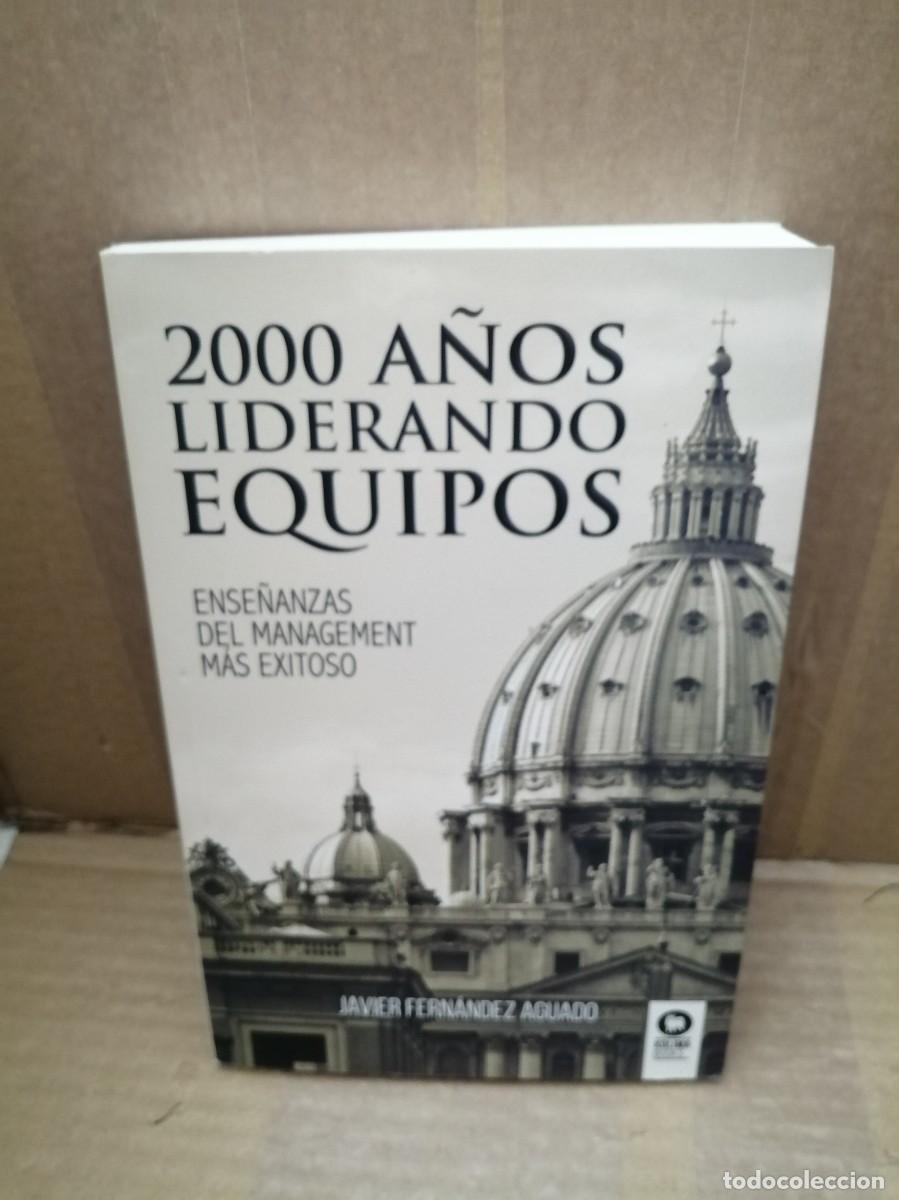 2000 AÑOS
LIDERANDO
EQUIPOS
ENSEÑANZAS
DEL MANAGEMENT
MÁS EXITOSO
JAVIER FERNÁNDEZ AGUADO
todocoleccion